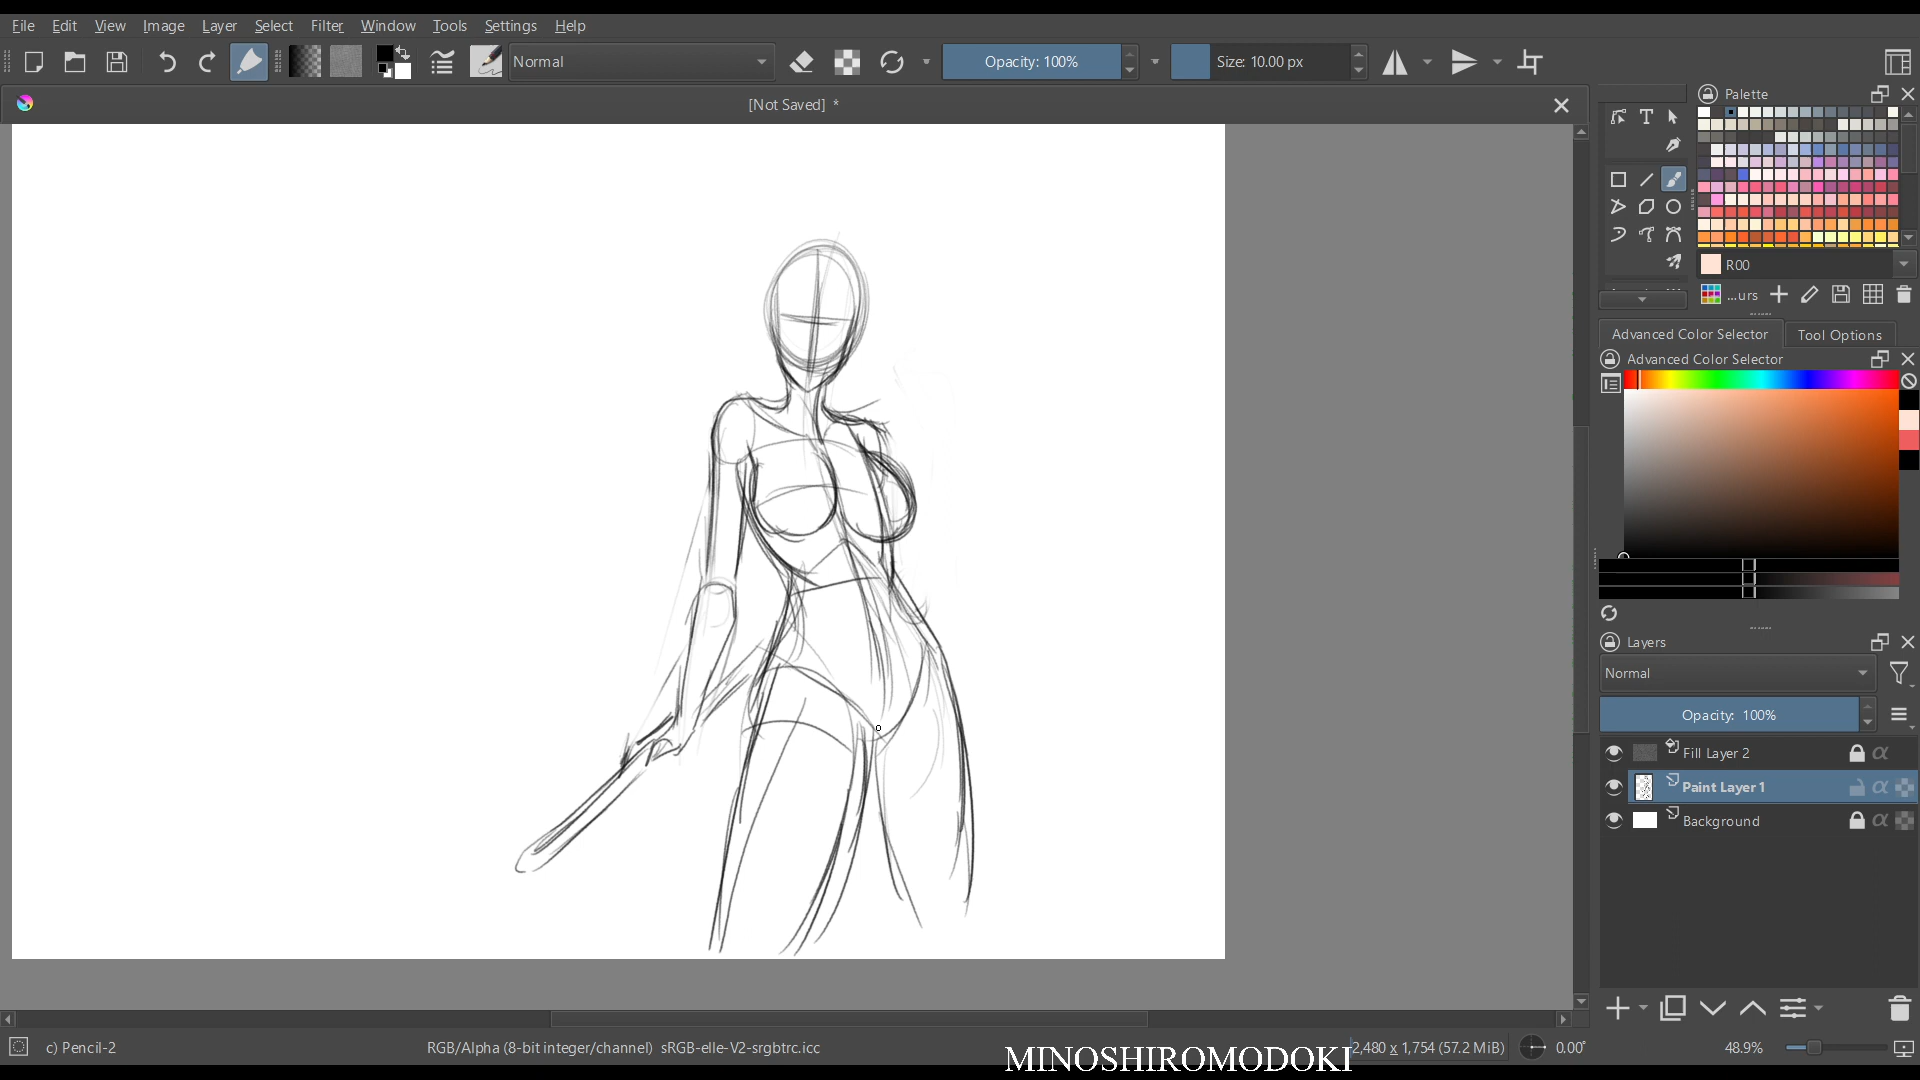 File Edit View Image Layer Select Filter Window Tools Settings Help
Normal
Opacity: 100%
Size: 10.00 px
[Not Saved] *
Palette
R00
...urs
Advanced Color Selector
Tool Options
Advanced Color Selector
Layers
Normal
Opacity: 100%
Fill Layer 2
Paint Layer 1
Background
c) Pencil-2
RGB/Alpha (8-bit integer/channel) sRGB-elle-V2-srgbtrc.icc
MINOSHIROMODOKI
2,480 x 1,754 (57.2 MiB)
0.00°
48.9%